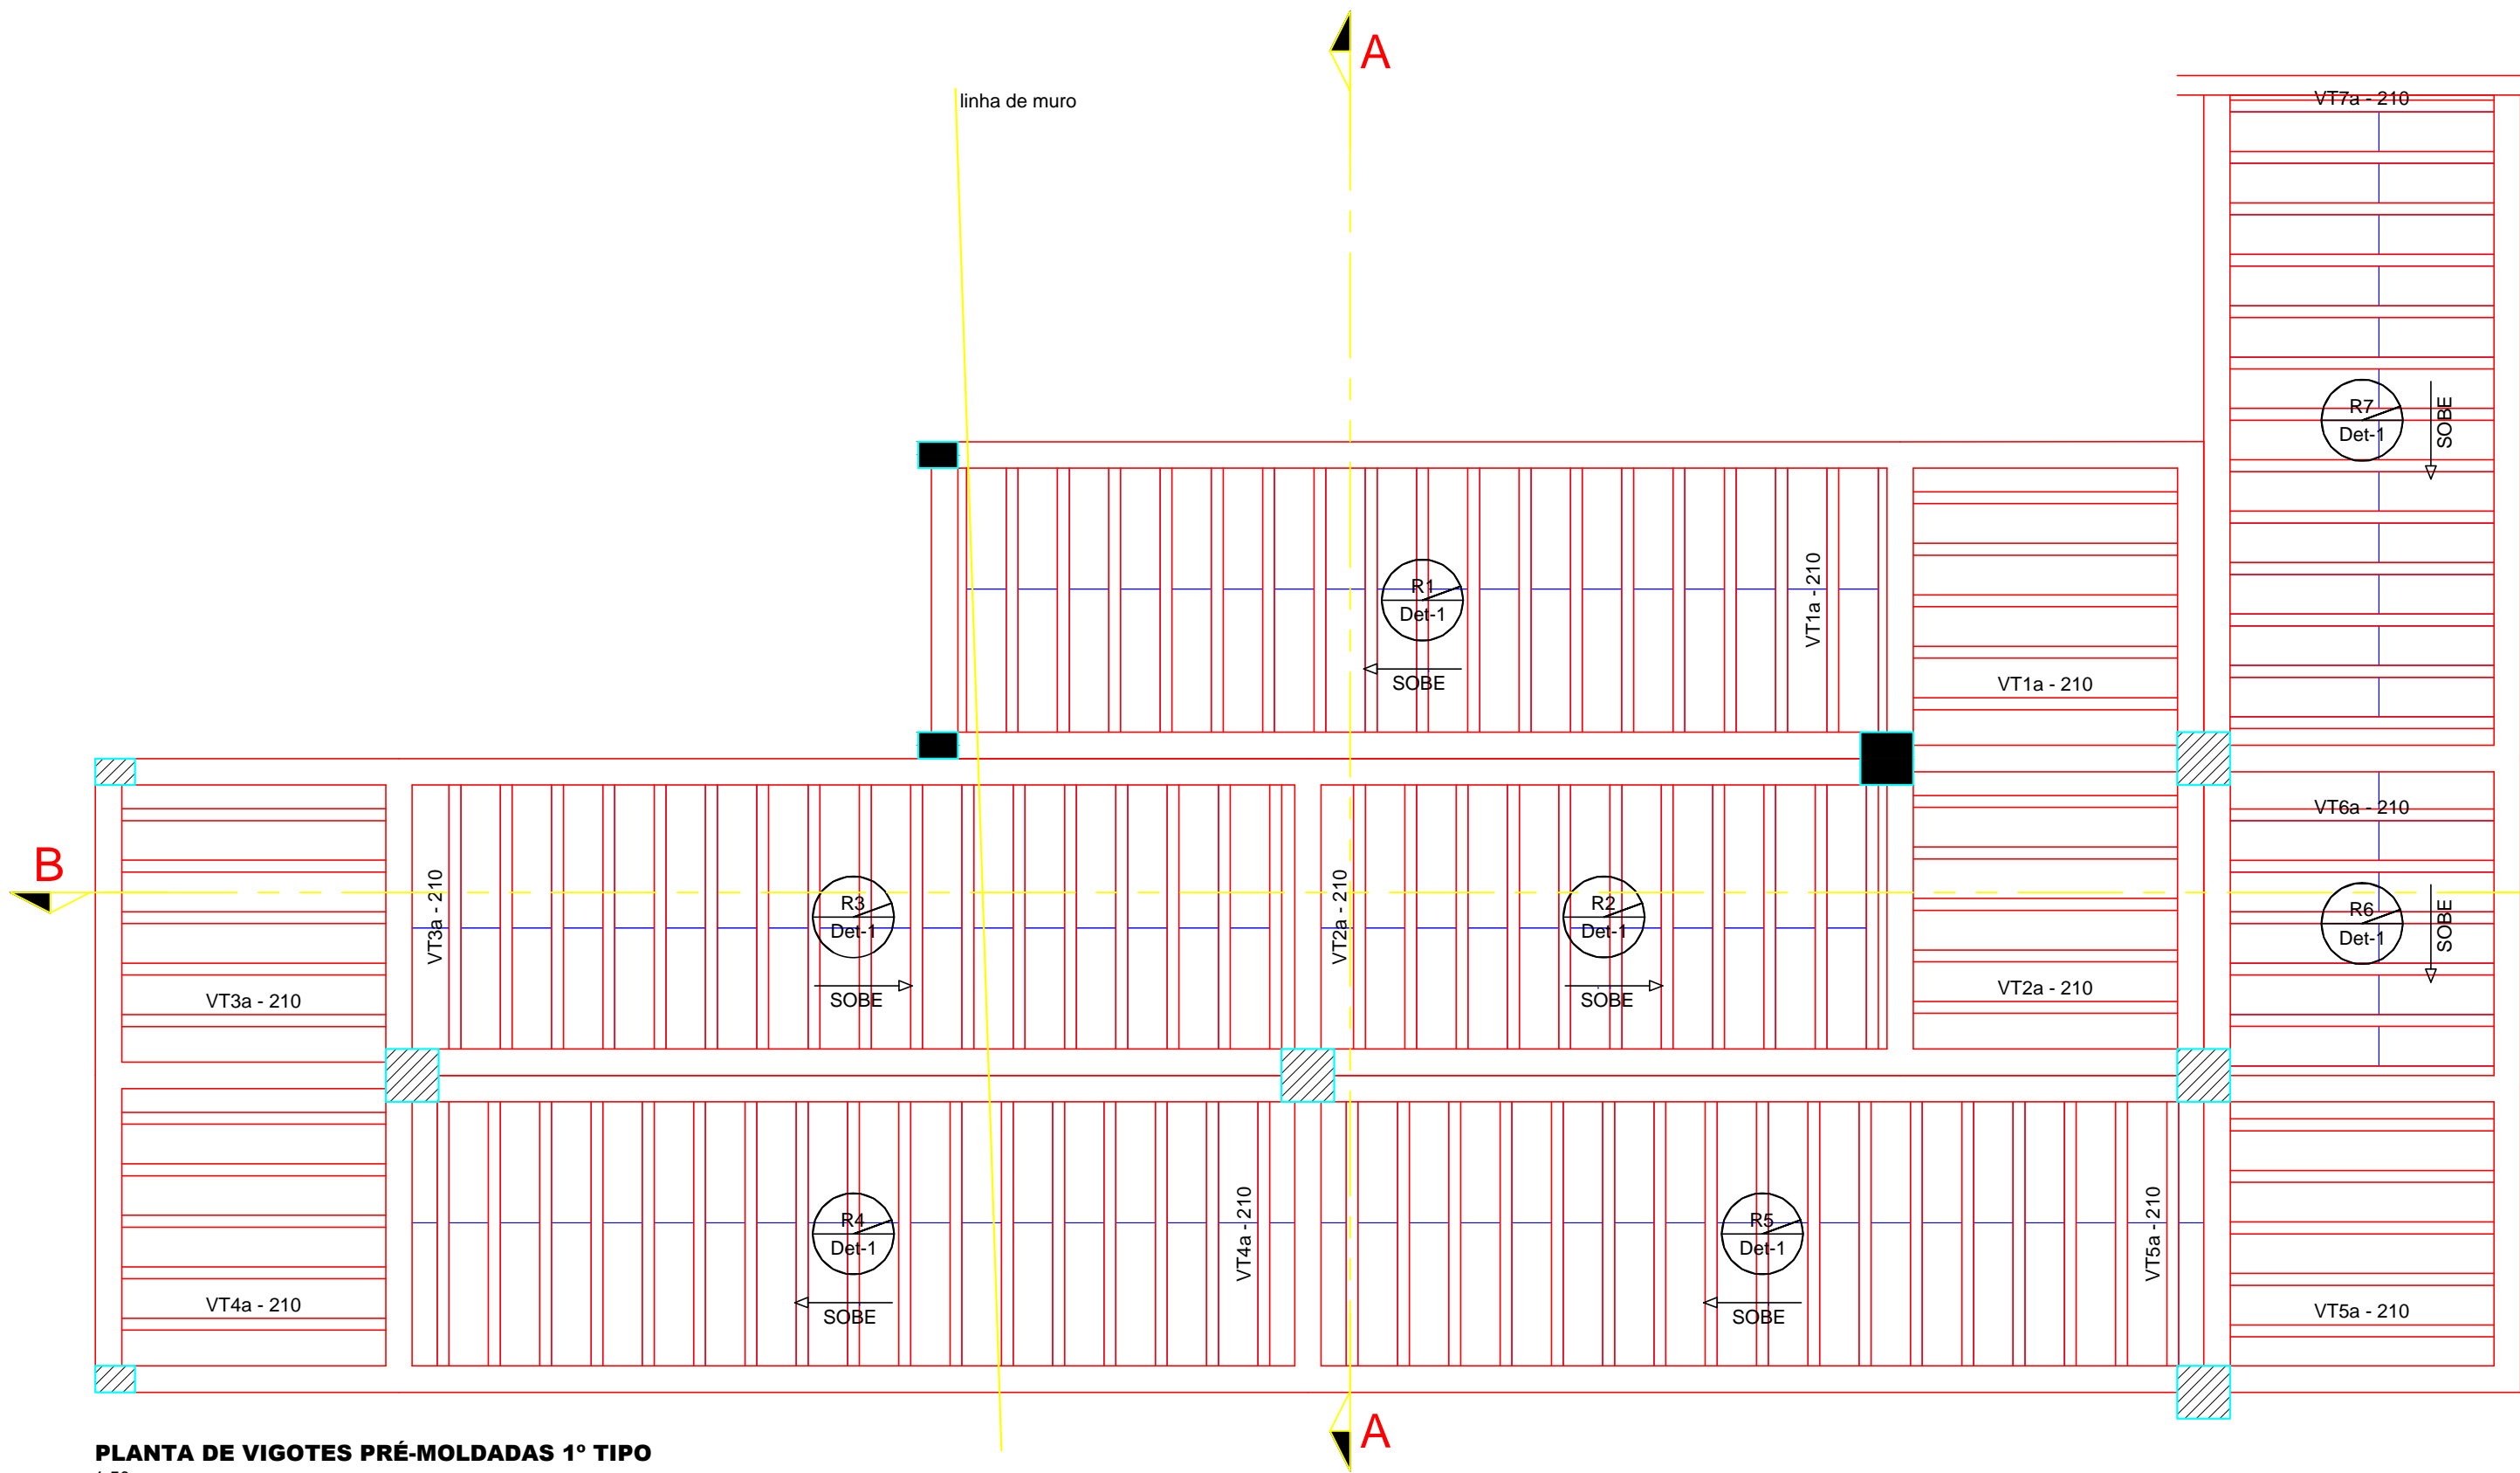 A
linha de muro
VT7a - 210
R7
Det-1
SOBE
R1
Det-1
SOBE
VT1a - 210
VT1a - 210
VT6a - 210
B
VT3a - 210
R3
Det-1
SOBE
VT2a - 210
R2
Det-1
SOBE
R6
Det-1
SOBE
VT3a - 210
VT2a - 210
R4
Det-1
SOBE
VT4a - 210
R5
Det-1
SOBE
VT5a - 210
VT4a - 210
VT5a - 210
A
PLANTA DE VIGOTES PRÉ-MOLDADAS 1º TIPO